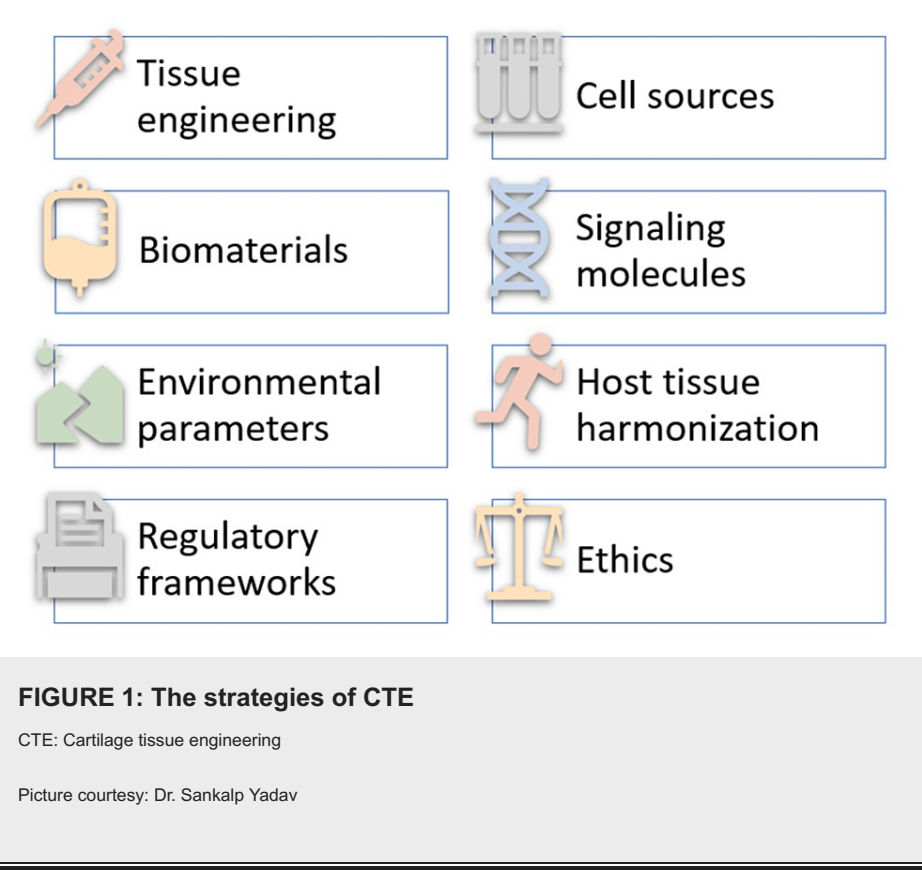 Tissue
engineering
Cell sources
Biomaterials
Signaling
molecules
Environmental
parameters
Host tissue
harmonization
Regulatory
frameworks
Ethics
FIGURE 1: The strategies of CTE
CTE: Cartilage tissue engineering
Picture courtesy: Dr. Sankalp Yadav